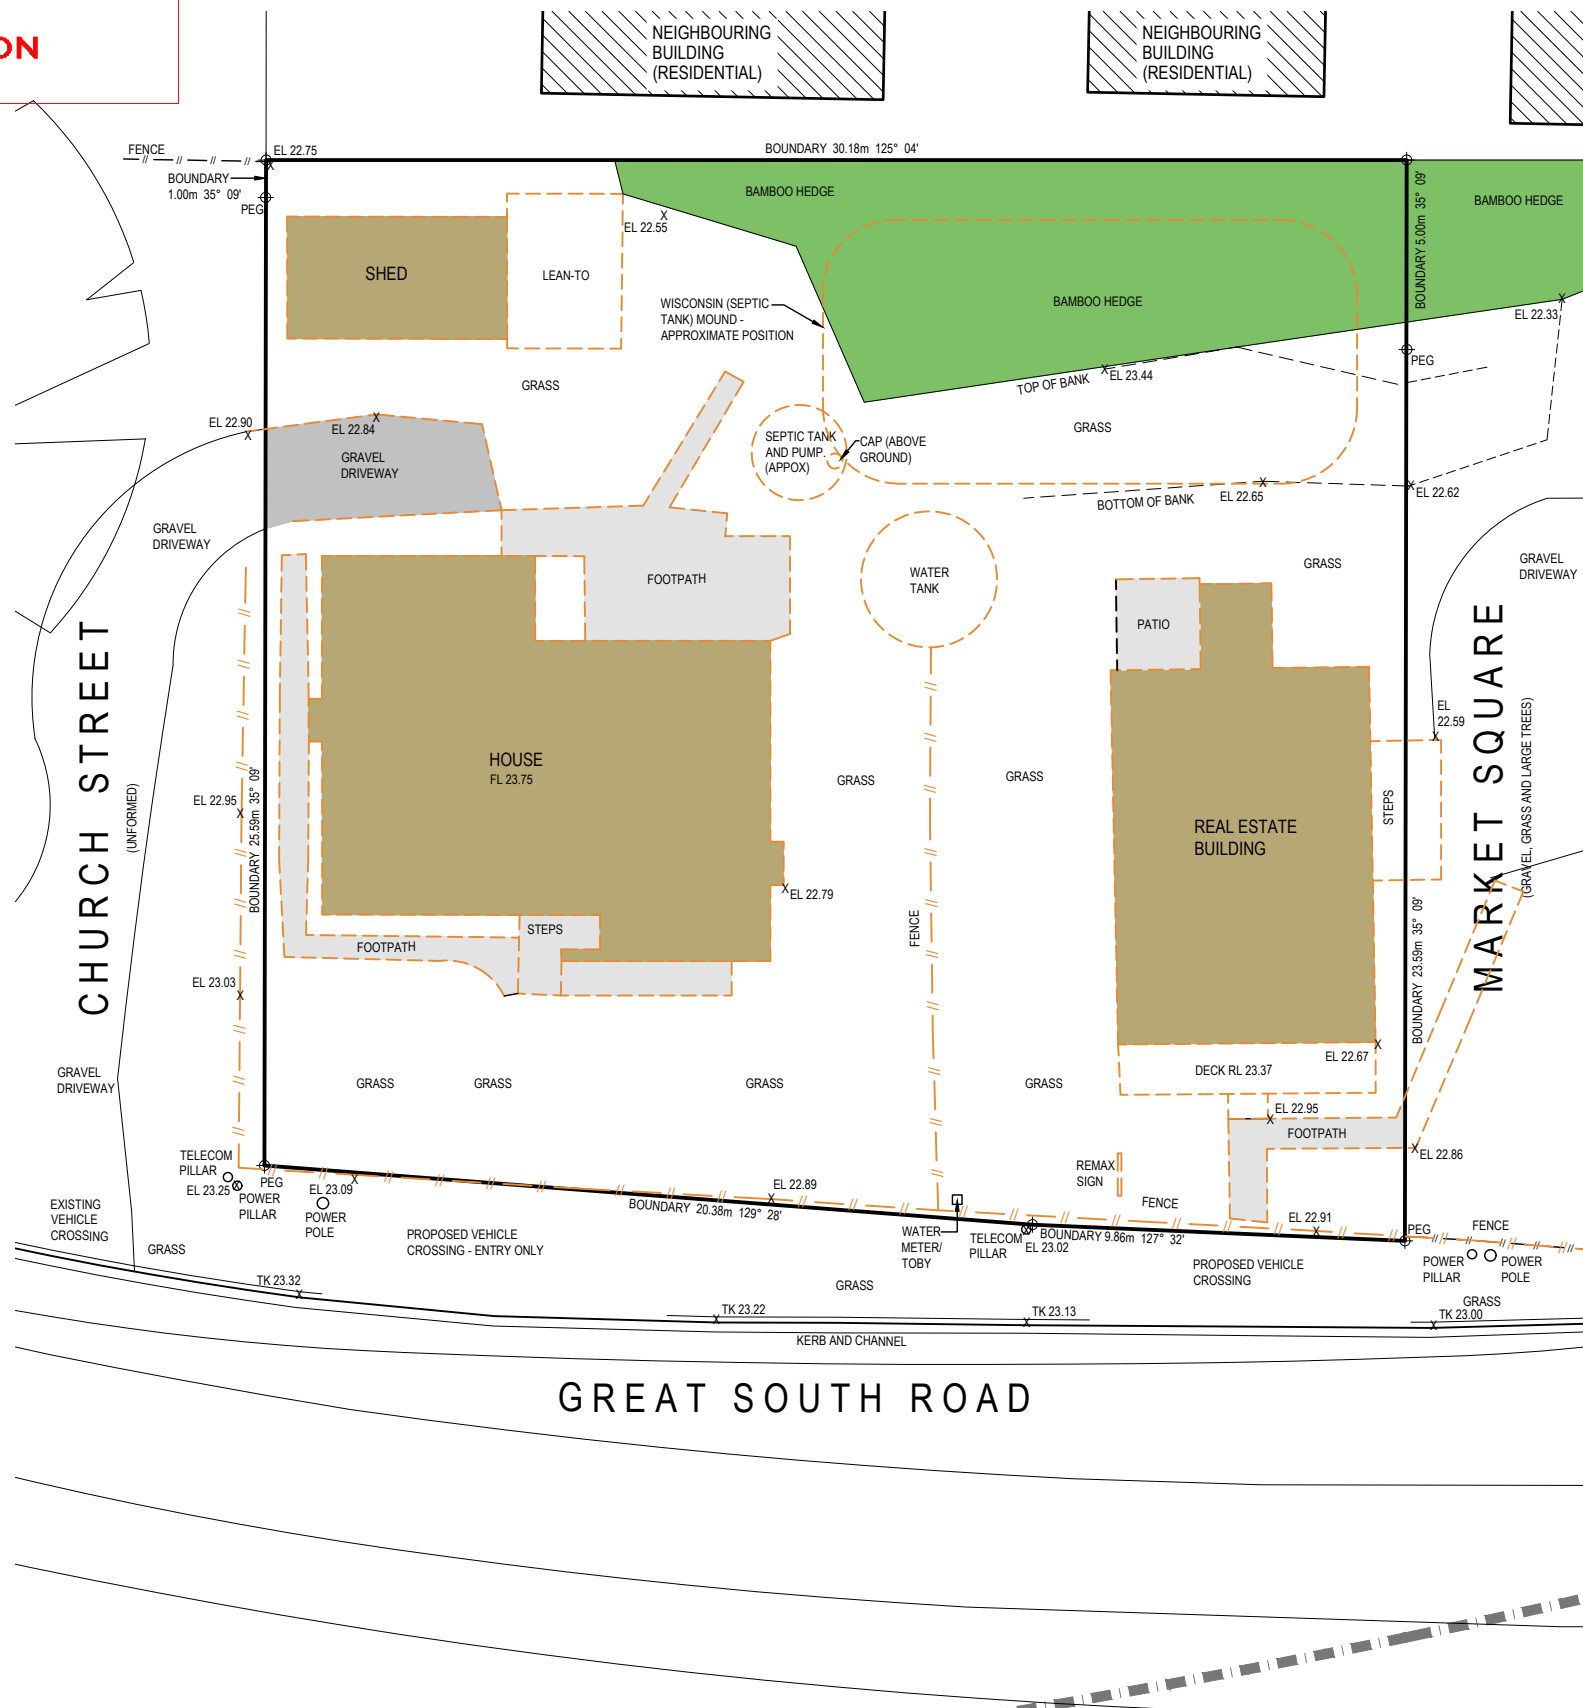 ON
NEIGHBOURING
BUILDING
(RESIDENTIAL)
NEIGHBOURING
BUILDING
(RESIDENTIAL)
FENCE
EL 22.75
BOUNDARY 30.18m 125° 04'
BOUNDARY
1.00m 35° 09'
PEG
BAMBOO HEDGE
BAMBOO HEDGE
BOUNDARY 5.00m 35° 09'
EL 22.55
SHED
LEAN-TO
WISCONSIN (SEPTIC
TANK) MOUND -
APPROXIMATE POSITION
BAMBOO HEDGE
EL 22.33
PEG
GRASS
TOP OF BANK
EL 23.44
EL 22.90
EL 22.84
GRAVEL
DRIVEWAY
SEPTIC TANK
AND PUMP.
(APPOX)
CAP (ABOVE
GROUND)
GRASS
BOTTOM OF BANK
EL 22.65
EL 22.62
GRAVEL
DRIVEWAY
FOOTPATH
WATER
TANK
GRASS
GRAVEL
DRIVEWAY
PATIO
CHURCH STREET
(UNFORMED)
MARKET SQUARE
(GRAVEL, GRASS AND LARGE TREES)
EL
22.59
HOUSE
FL 23.75
GRASS
GRASS
STEPS
EL 22.95
BOUNDARY 25.59m 35° 09'
REAL ESTATE
BUILDING
EL 22.79
FENCE
BOUNDARY 23.59m 35° 09'
STEPS
FOOTPATH
EL 23.03
EL 22.67
DECK RL 23.37
GRAVEL
DRIVEWAY
GRASS
GRASS
GRASS
GRASS
EL 22.95
FOOTPATH
EL 22.86
TELECOM
PILLAR
EL 23.25
PEG
POWER
PILLAR
EL 23.09
POWER
POLE
REMAX
SIGN
EL 22.89
BOUNDARY 20.38m 129° 28'
FENCE
EXISTING
VEHICLE
CROSSING
GRASS
PROPOSED VEHICLE
CROSSING - ENTRY ONLY
WATER
METER/
TOBY
TELECOM
PILLAR
EL 23.02
BOUNDARY 9.86m 127° 32'
EL 22.91
PEG
FENCE
PROPOSED VEHICLE
CROSSING
POWER
PILLAR
POWER
POLE
TK 23.32
GRASS
GRASS
TK 23.22
TK 23.13
TK 23.00
KERB AND CHANNEL
GREAT SOUTH ROAD